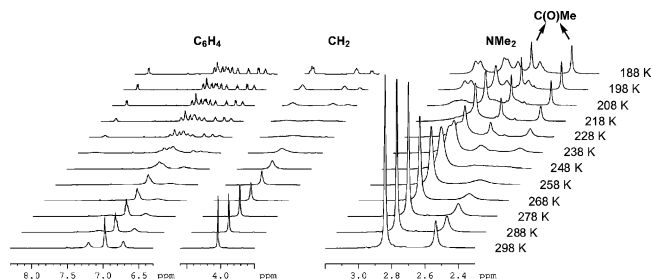 C(O)Me
C₆H₄ CH₂ NMe₂
188 K
198 K
208 K
218 K
228 K
238 K
248 K
258 K
268 K
278 K
288 K
298 K
8.0 7.5 7.0 6.5 ppm 4.0 ppm 3.0 2.8 2.6 2.4 ppm